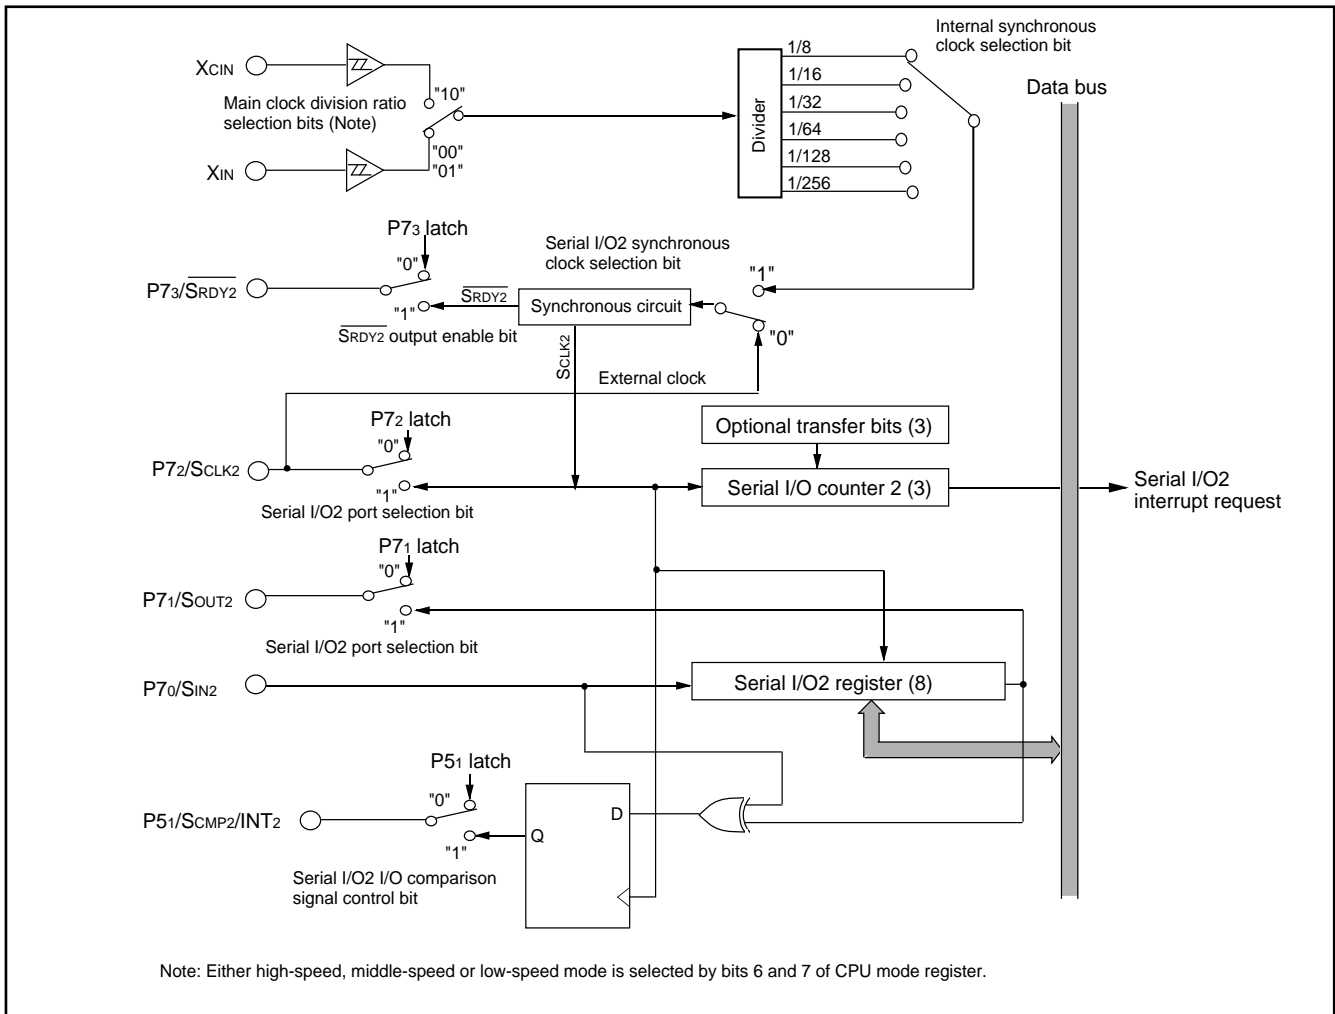 Internal synchronous
clock selection bit
XCIN
1/8
1/16
1/32
1/64
1/128
1/256
Divider
Data bus
"10"
Main clock division ratio
selection bits (Note)
"00"
"01"
XIN
P73 latch
"0"
P73/SRDY2
"1"
SRDY2
SRDY2 output enable bit
Serial I/O2 synchronous
clock selection bit
Synchronous circuit
"1"
"0"
SCLK2
External clock
P72 latch
"0"
P72/SCLK2
"1"
Serial I/O2 port selection bit
Optional transfer bits (3)
Serial I/O counter 2 (3)
Serial I/O2
interrupt request
P71 latch
"0"
P71/SOUT2
"1"
Serial I/O2 port selection bit
P70/SIN2
Serial I/O2 register (8)
P51 latch
"0"
P51/SCMP2/INT2
"1"
Q
D
Serial I/O2 I/O comparison
signal control bit
Note: Either high-speed, middle-speed or low-speed mode is selected by bits 6 and 7 of CPU mode register.